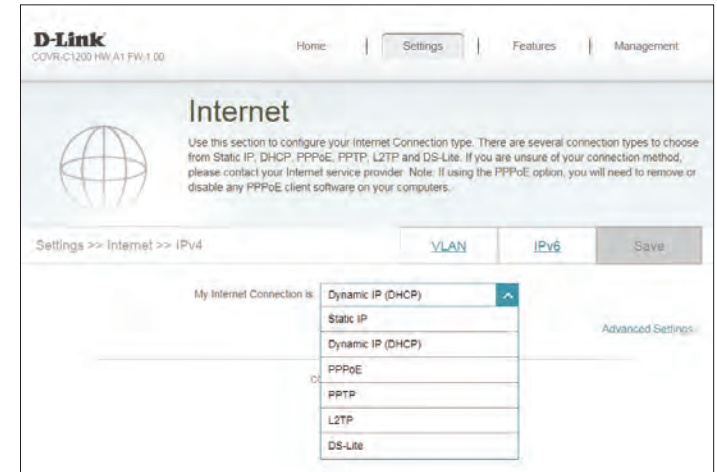 D-Link
COVR-C1200 HW:A1 FW:1.00
Home | Settings | Features | Management
Internet
Use this section to configure your Internet Connection type. There are several connection types to choose
from Static IP, DHCP, PPPoE, PPTP, L2TP and DS-Lite. If you are unsure of your connection method,
please contact your Internet service provider. Note: If using the PPPoE option, you will need to remove or
disable any PPPoE client software on your computers.
Settings >> Internet >> IPv4
VLAN
IPv6
Save
My Internet Connection is: Dynamic IP (DHCP)
Static IP
Advanced Settings...
Dynamic IP (DHCP)
PPPoE
PPTP
L2TP
DS-Lite